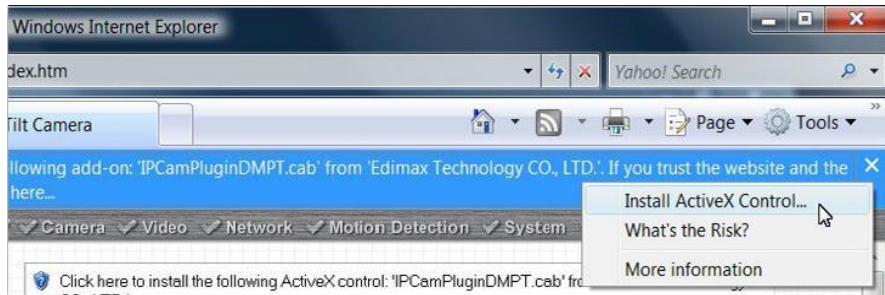 Windows Internet Explorer
dex.htm
Yahoo! Search
Tilt Camera
Page
Tools
llowing add-on: 'IPCamPluginDMPT.cab' from 'Edimax Technology CO., LTD.'. If you trust the website and the
here...
Install ActiveX Control...
What's the Risk?
More information
Camera Video Network Motion Detection System
Click here to install the following ActiveX control: 'IPCamPluginDMPT.cab' fro